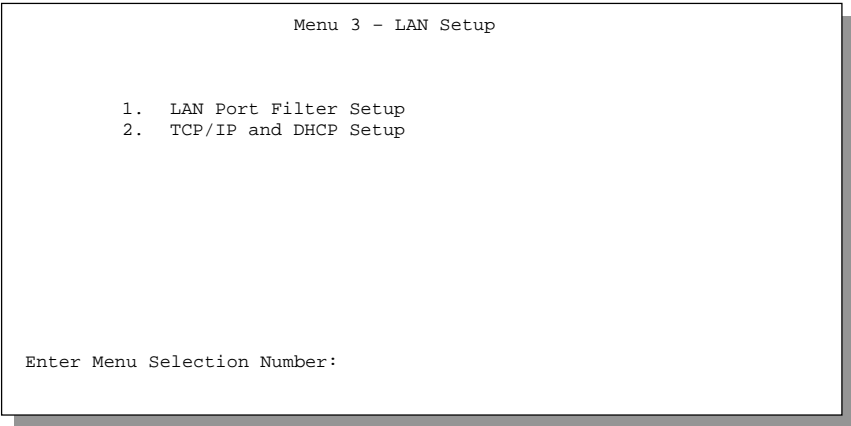 Menu 3 - LAN Setup
1. LAN Port Filter Setup
2. TCP/IP and DHCP Setup
Enter Menu Selection Number: